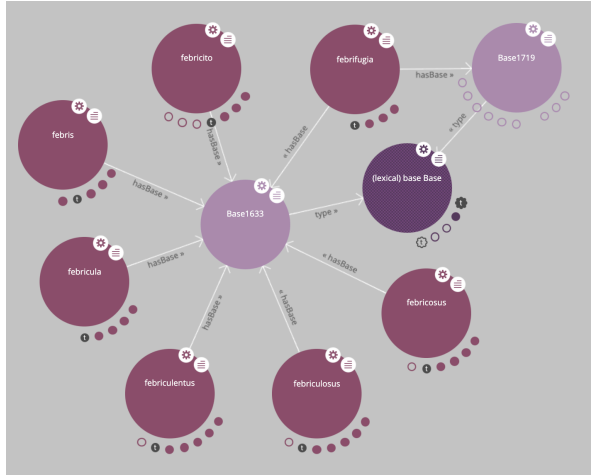 febricito
febrifugia
Base1719
hasBase »
hasBase »
« hasBase
« type
febris
hasBase »
(lexical) base Base
Base1633
type »
febricula
hasBase »
« hasBase
febricosus
hasBase »
« hasBase
febriculentus
febriculosus